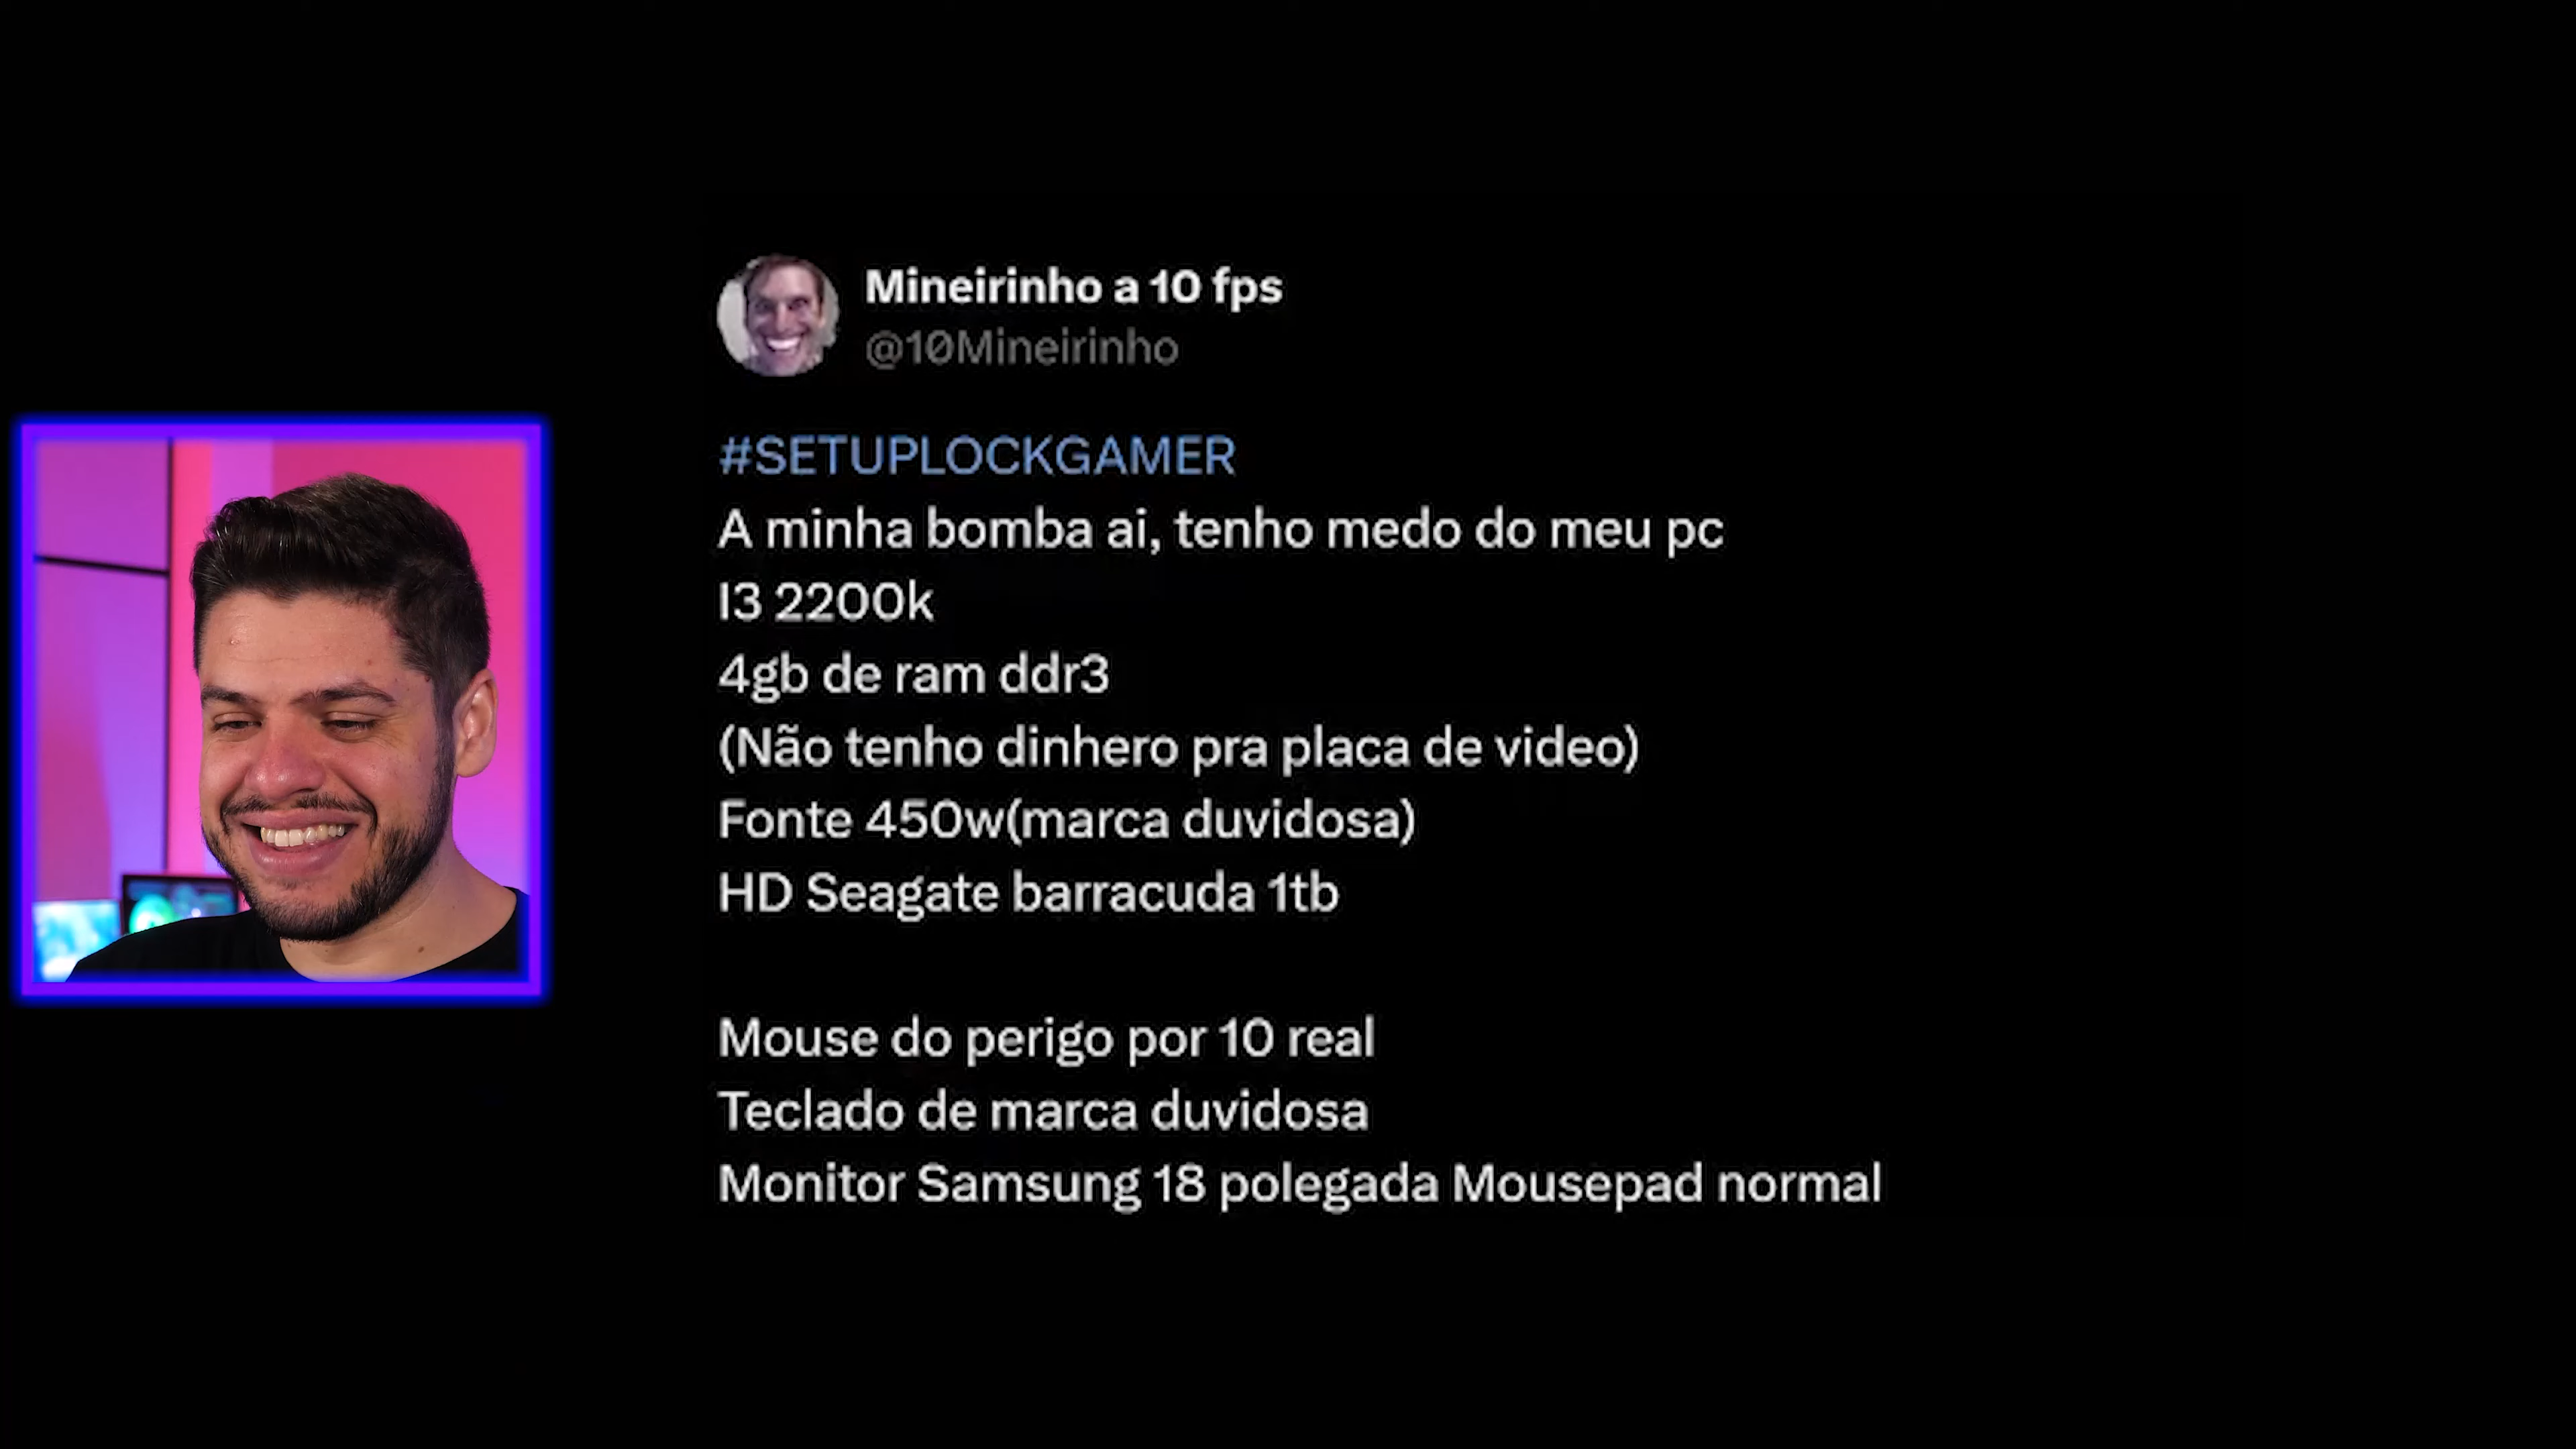 Mineirinho a 10 fps
@10Mineirinho
#SETUPLOCKGAMER
A minha bomba ai, tenho medo do meu pc
I3 2200k
4gb de ram ddr3
(Não tenho dinhero pra placa de video)
Fonte 450w(marca duvidosa)
HD Seagate barracuda 1tb
Mouse do perigo por 10 real
Teclado de marca duvidosa
Monitor Samsung 18 polegada Mousepad normal